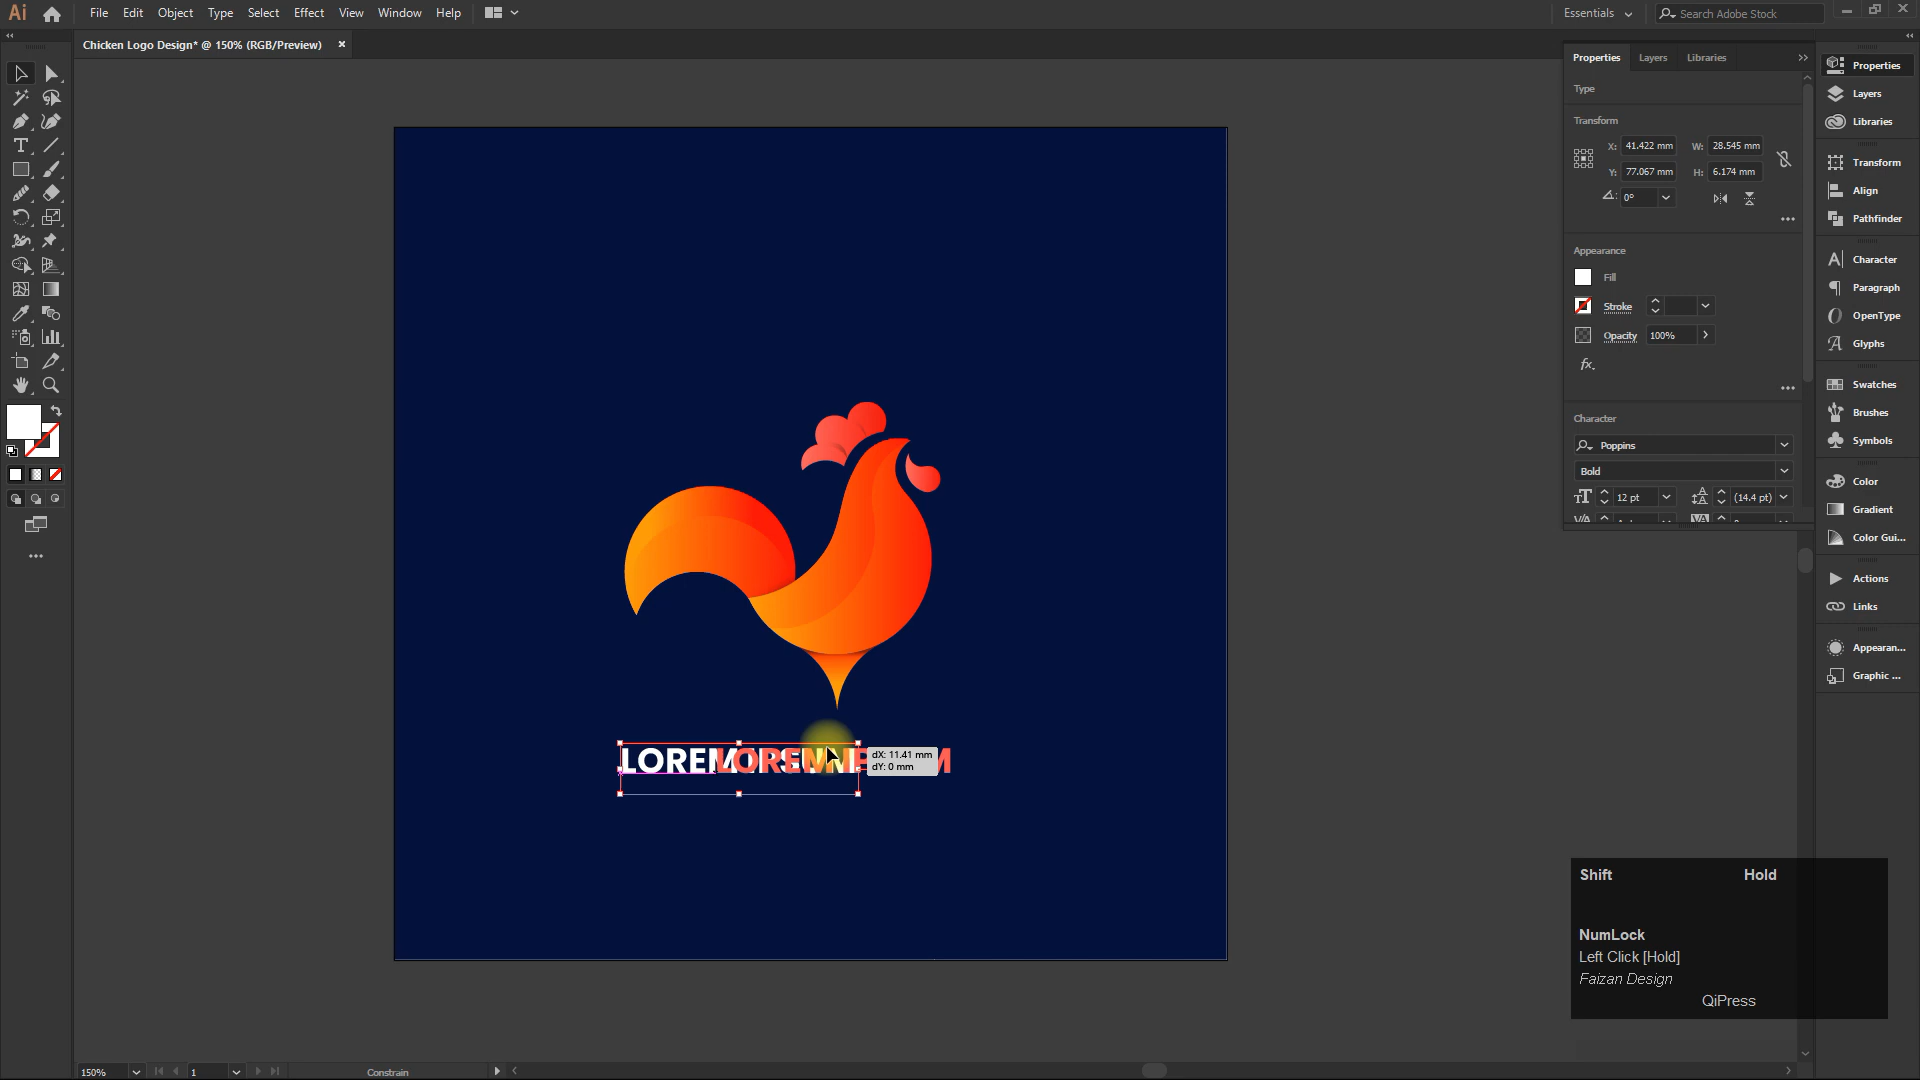 Ai File Edit Object Type Select Effect View Window Help
Essentials Search Adobe Stock
Chicken Logo Design* @ 150% (RGB/Preview)
Properties Layers Libraries
Type
Transform
X: 41.422 mm W: 28.545 mm
Y: 77.067 mm H: 6.174 mm
0°
Appearance
Fill
Stroke
Opacity 100%
fx.
Character
Poppins
Bold
12 pt (14.4 pt)
Properties
Layers
Libraries
Transform
Align
Pathfinder
Character
Paragraph
OpenType
Glyphs
Swatches
Brushes
Symbols
Color
Gradient
Color Gui...
Actions
Links
Appearan...
Graphic ...
LOREM IPSUM
LOREM IPSUM
dX: 11.41 mm
dY: 0 mm
Shift Hold
NumLock
Left Click [Hold]
Faizan Design
QiPress
150% 1 Constrain